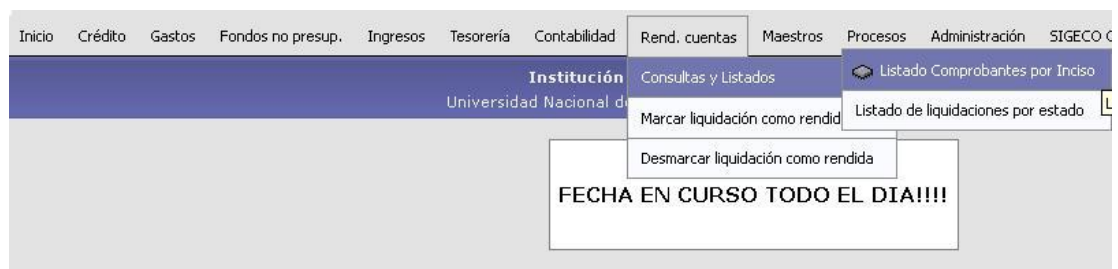 Inicio Crédito Gastos Fondos no presup. Ingresos Tesorería Contabilidad Rend. cuentas Maestros Procesos Administración SIGECO
Institución
Universidad Nacional
Consultas y Listados
Marcar liquidación como
Desmarcar liquidación como rendida
Listado Comprobantes por Inciso
Listado de liquidaciones por estado
FECHA EN CURSO TODO EL DIA!!!!